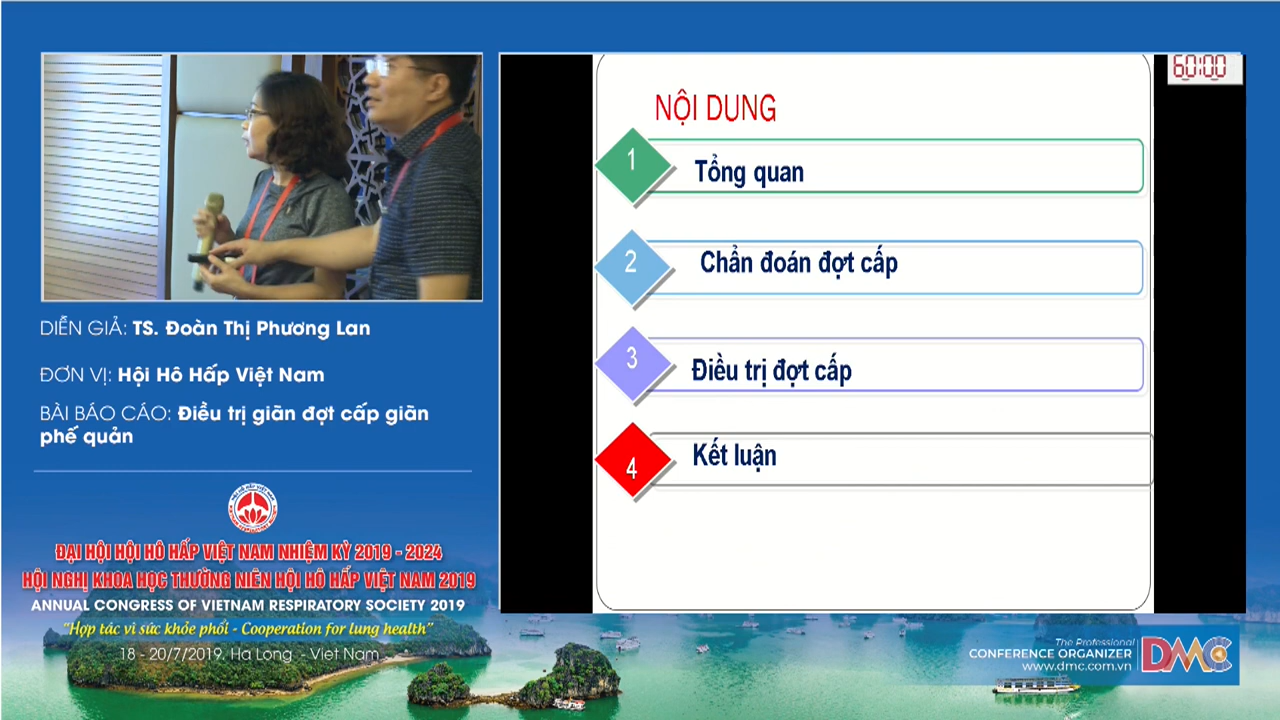 60:00
NỘI DUNG
1
Tổng quan
2
Chẩn đoán đợt cấp
3
Điều trị đợt cấp
4
Kết luận
DIỄN GIẢ: TS. Đoàn Thị Phương Lan
ĐƠN VỊ: Hội Hô Hấp Việt Nam
BÀI BÁO CÁO: Điều trị giãn đợt cấp giãn
phế quản
ĐẠI HỘI HỘI HÔ HẤP VIỆT NAM NHIỆM KỲ 2019 - 2024
HỘI NGHỊ KHOA HỌC THƯỜNG NIÊN HỘI HÔ HẤP VIỆT NAM 2019
ANNUAL CONGRESS OF VIETNAM RESPIRATORY SOCIETY 2019
"Hợp tác vì sức khỏe phổi - Cooperation for lung health"
18 - 20/7/2019. Ha Long - Viet Nam
The Professional
CONFERENCE ORGANIZER
www.dmc.com.vn
DMC